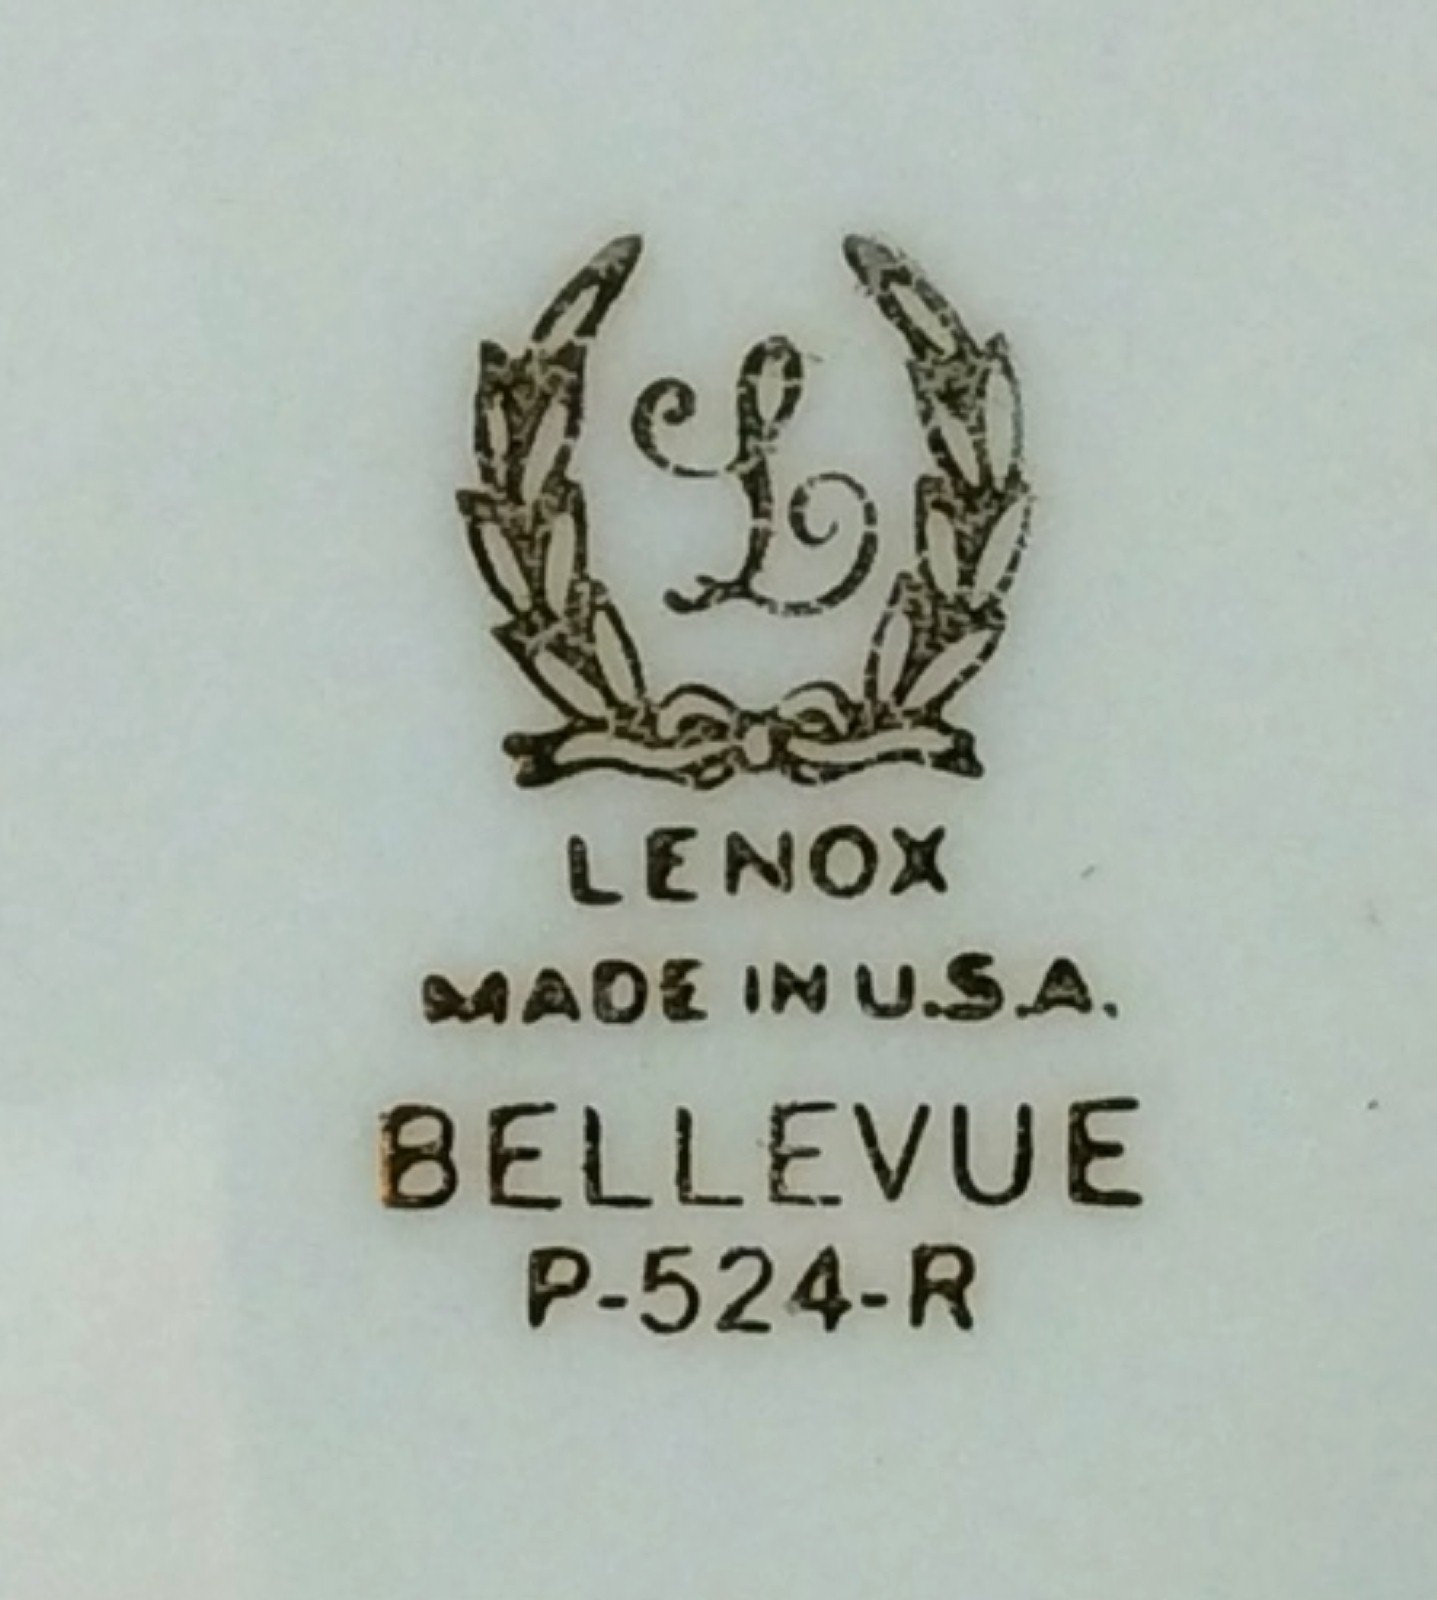 L
LENOX
MADE IN U.S.A.
BELLEVUE
P-524-R